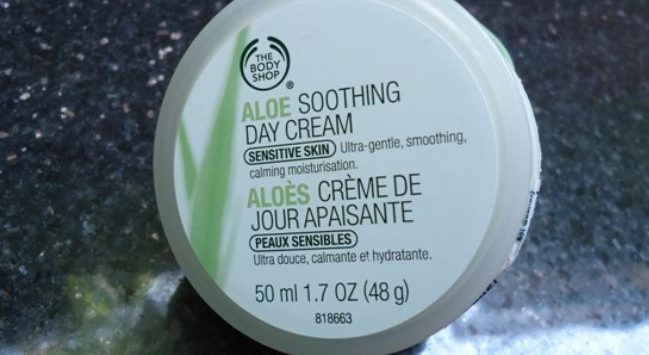 THE
BODY
SHOP®
ALOE SOOTHING
DAY CREAM
SENSITIVE SKIN Ultra-gentle, smoothing,
calming moisturisation.
ALOÈS CRÈME DE
JOUR APAISANTE
PEAUX SENSIBLES
Ultra douce, calmante et hydratante.
50 ml 1.7 OZ (48 g)
818663